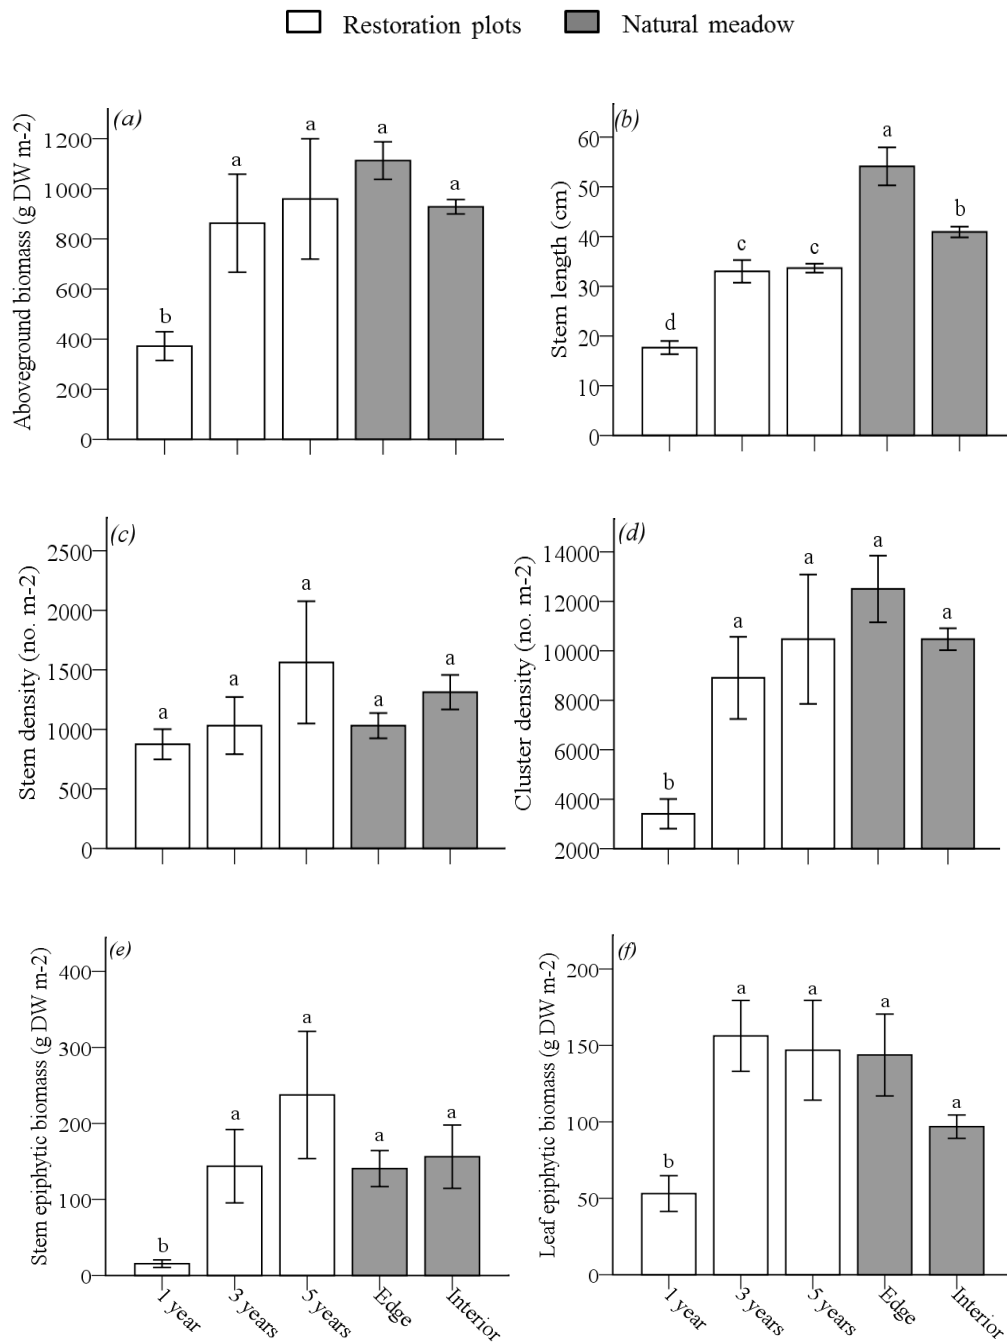 Restoration plots Natural meadow
(a)
Aboveground biomass (g DW m-2)
1200
1000
800
600
400
200
0
b a a a a
(b)
Stem length (cm)
60
50
40
30
20
10
0
d c c a b
(c)
Stem density (no. m-2)
2500
2000
1500
1000
500
0
a a a a a
(d)
Cluster density (no. m-2)
14000
12000
10000
8000
6000
4000
2000
b a a a a
(e)
Stem epiphytic biomass (g DW m-2)
400
300
200
100
0
b a a a a
1 year 3 years 5 years Edge Interior
(f)
Leaf epiphytic biomass (g DW m-2)
200
150
100
50
0
b a a a a
1 year 3 years 5 years Edge Interior